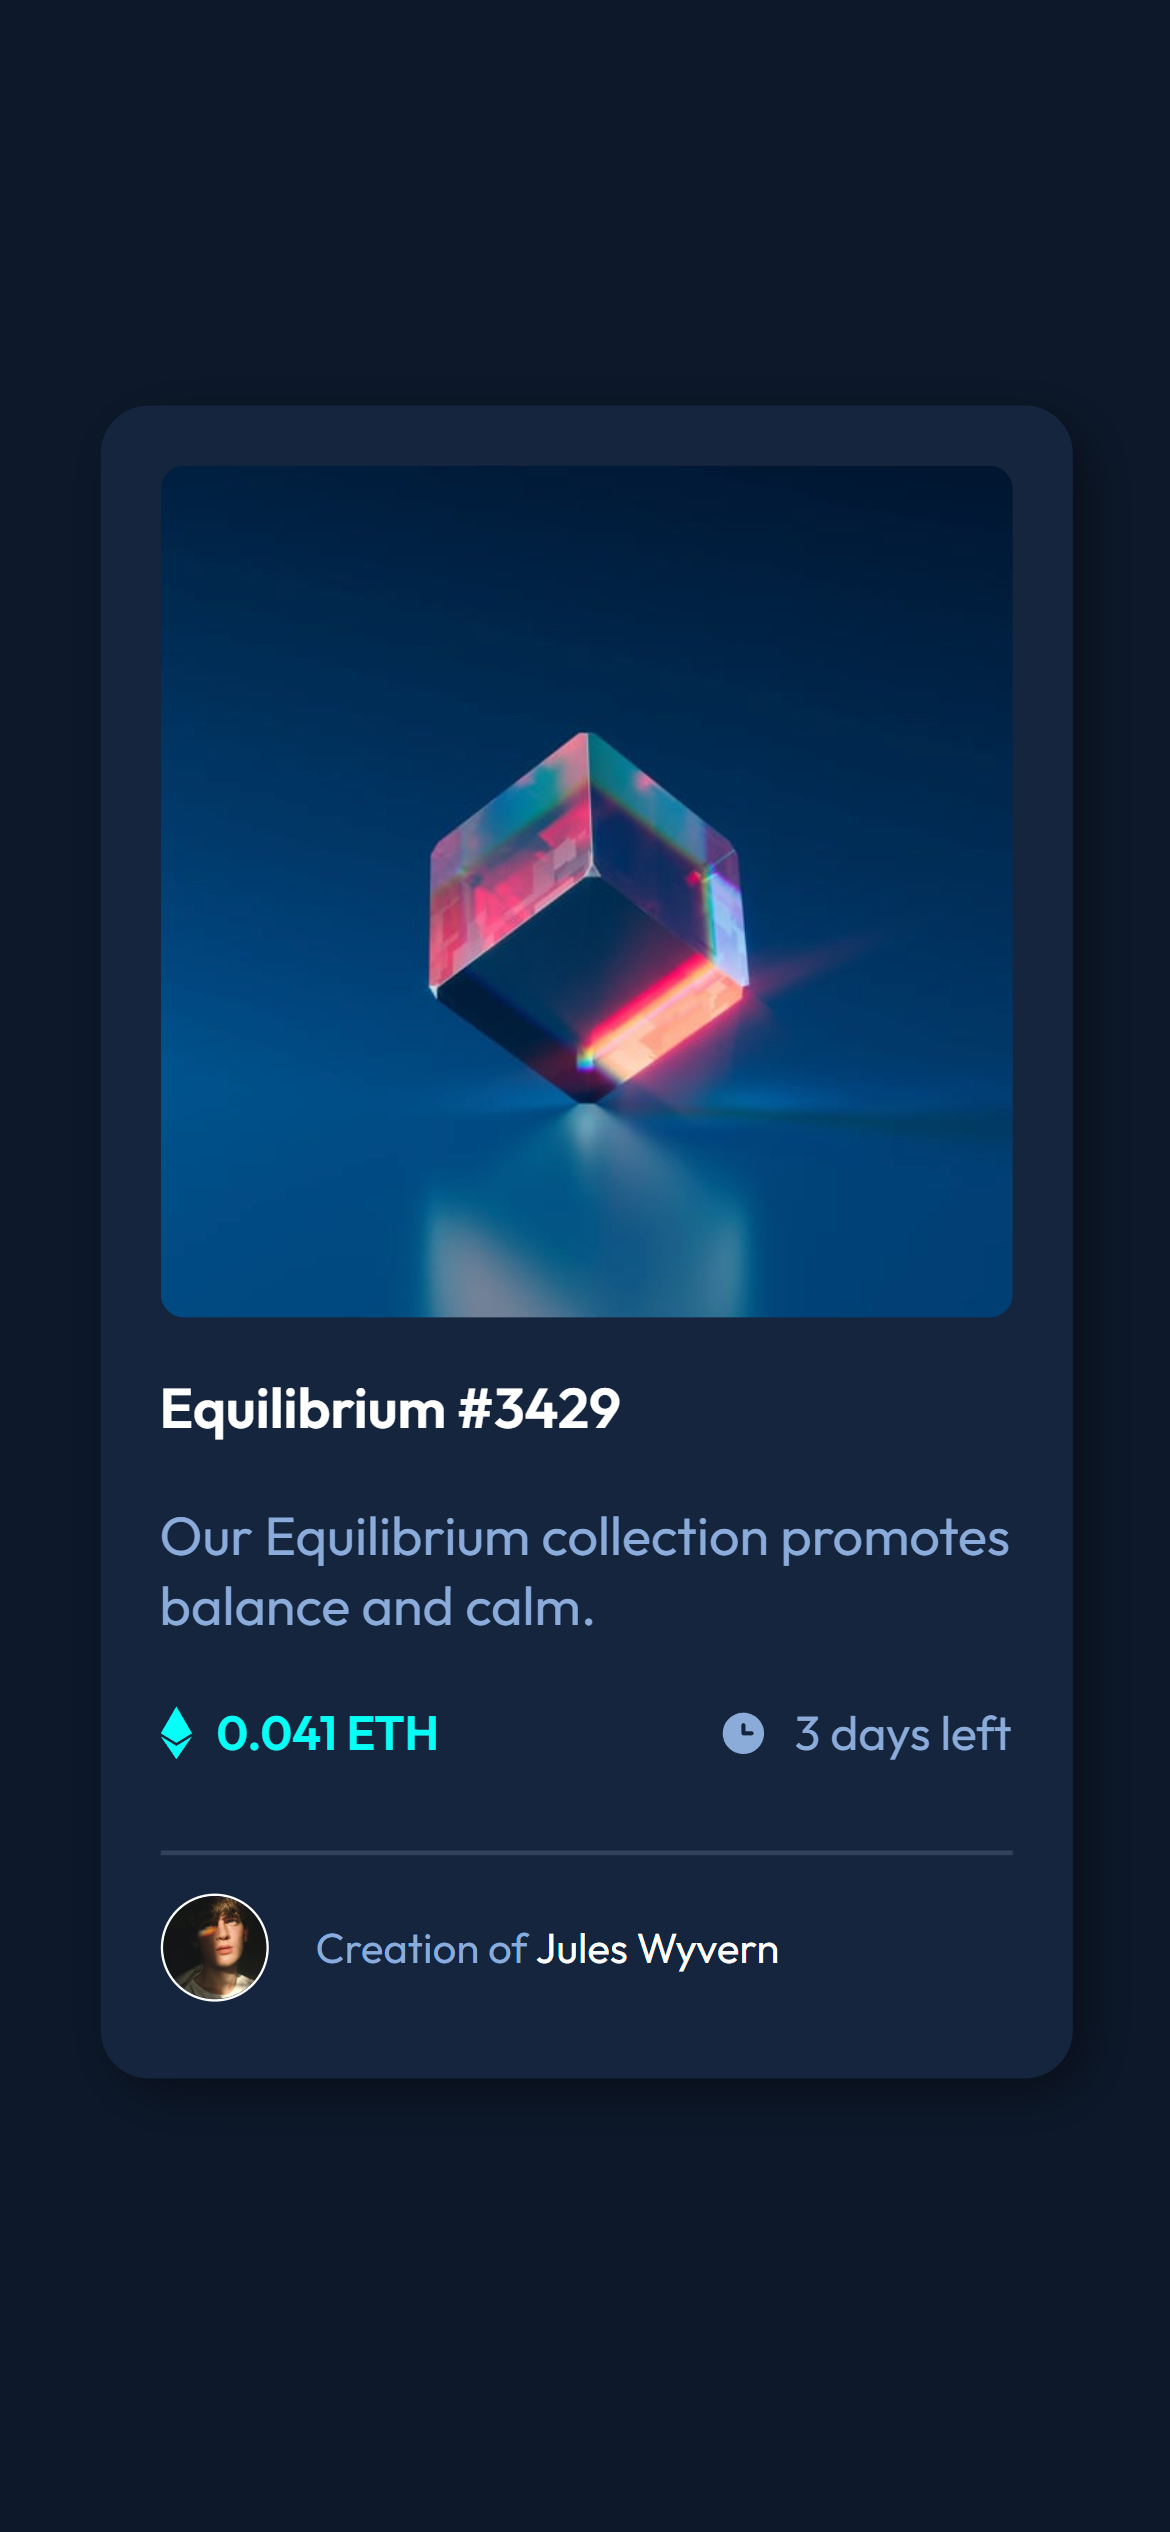 Equilibrium #3429
Our Equilibrium collection promotes
balance and calm.
0.041 ETH
3 days left
Creation of Jules Wyvern